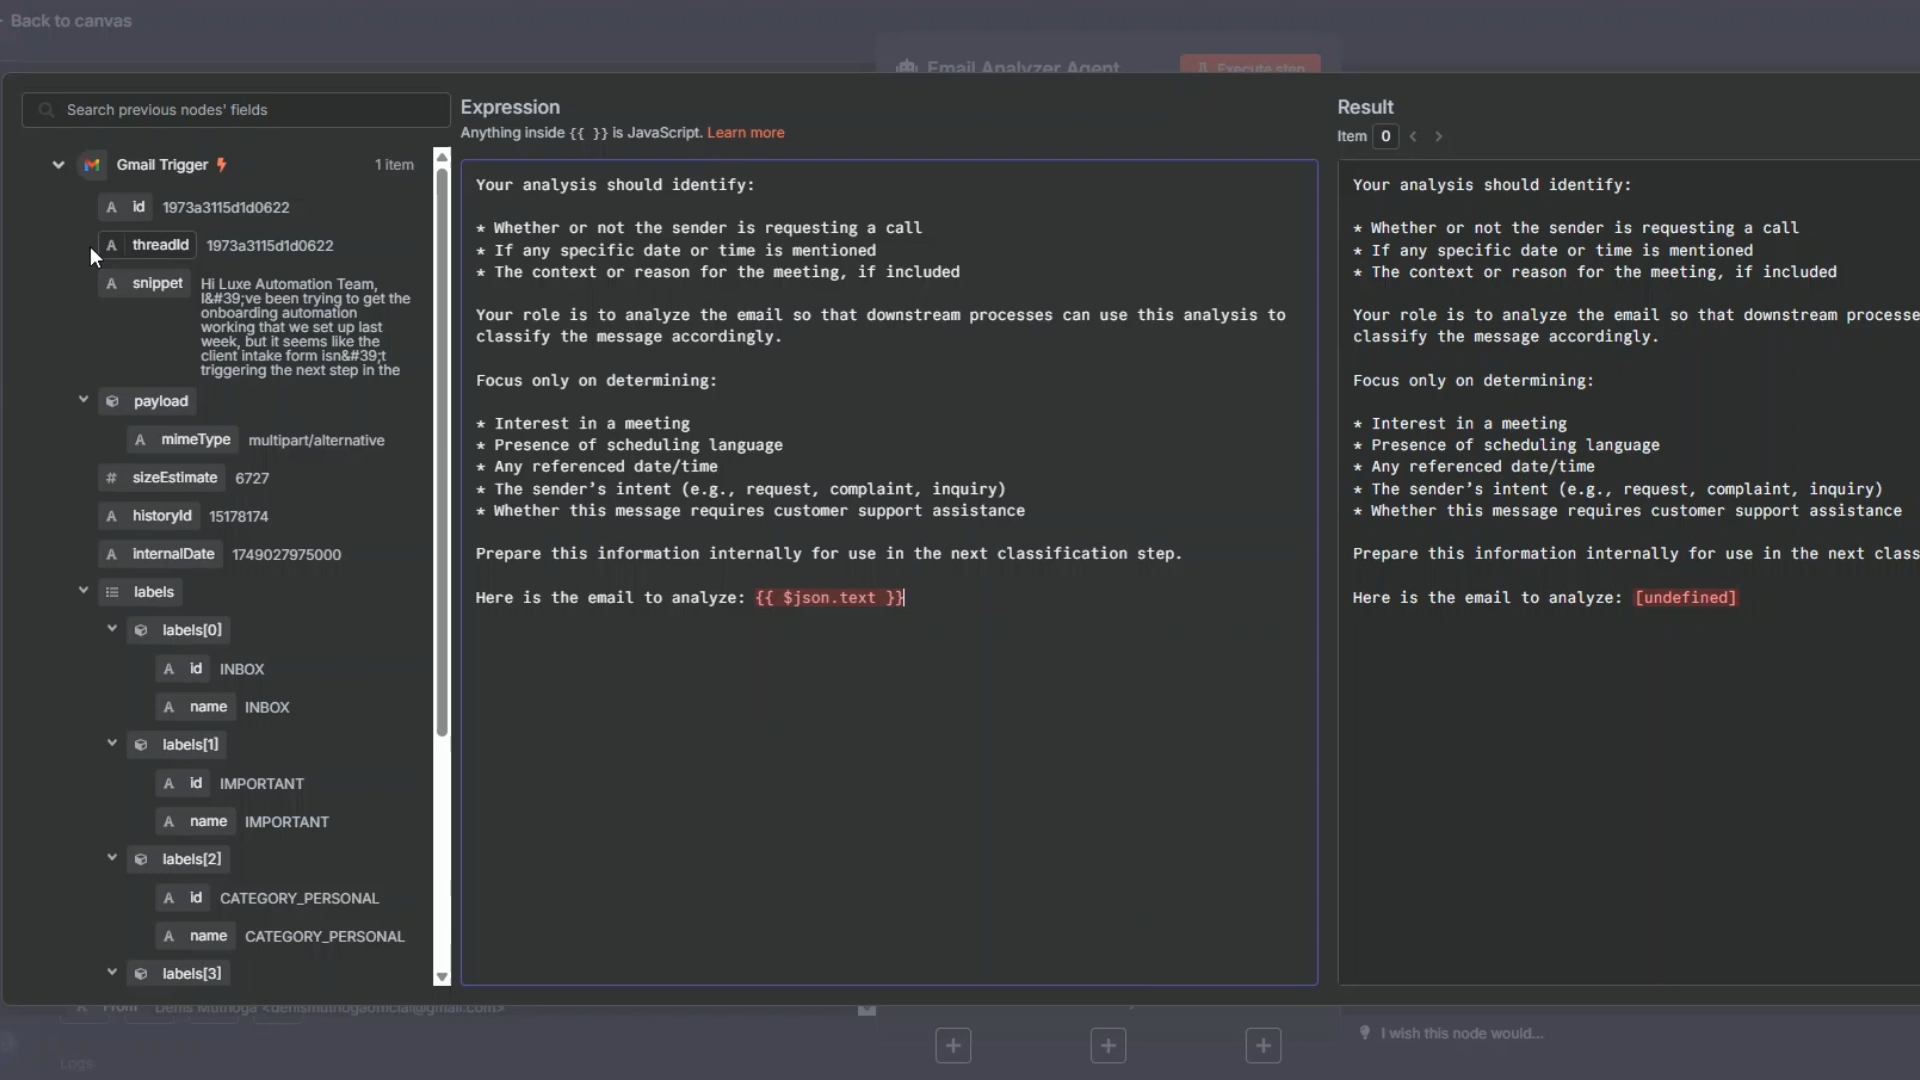 Back to canvas
Email Analyzer Agent
Execute step
Search previous nodes' fields
Gmail Trigger
1 item
A id 1973a3115d1d0622
A threadId 1973a3115d1d0622
A snippet Hi Luxe Automation Team,
I&#39;ve been trying to get the
onboarding automation
working that we set up last
week, but it seems like the
client intake form isn&#39;t
triggering the next step in the
payload
A mimeType multipart/alternative
# sizeEstimate 6727
A historyId 15178174
A internalDate 1749027975000
labels
labels[0]
A id INBOX
A name INBOX
labels[1]
A id IMPORTANT
A name IMPORTANT
labels[2]
A id CATEGORY_PERSONAL
A name CATEGORY_PERSONAL
labels[3]
Expression
Anything inside {{ }} is JavaScript. Learn more
Your analysis should identify:
* Whether or not the sender is requesting a call
* If any specific date or time is mentioned
* The context or reason for the meeting, if included
Your role is to analyze the email so that downstream processes can use this analysis to
classify the message accordingly.
Focus only on determining:
* Interest in a meeting
* Presence of scheduling language
* Any referenced date/time
* The sender’s intent (e.g., request, complaint, inquiry)
* Whether this message requires customer support assistance
Prepare this information internally for use in the next classification step.
Here is the email to analyze: {{ $json.text }}
Result
Item 0
Your analysis should identify:
* Whether or not the sender is requesting a call
* If any specific date or time is mentioned
* The context or reason for the meeting, if included
Your role is to analyze the email so that downstream processe
classify the message accordingly.
Focus only on determining:
* Interest in a meeting
* Presence of scheduling language
* Any referenced date/time
* The sender’s intent (e.g., request, complaint, inquiry)
* Whether this message requires customer support assistance
Prepare this information internally for use in the next class
Here is the email to analyze: [undefined]
A From Denis Muthoga <denismuthogaofficial@gmail.com>
I wish this node would...
Logs